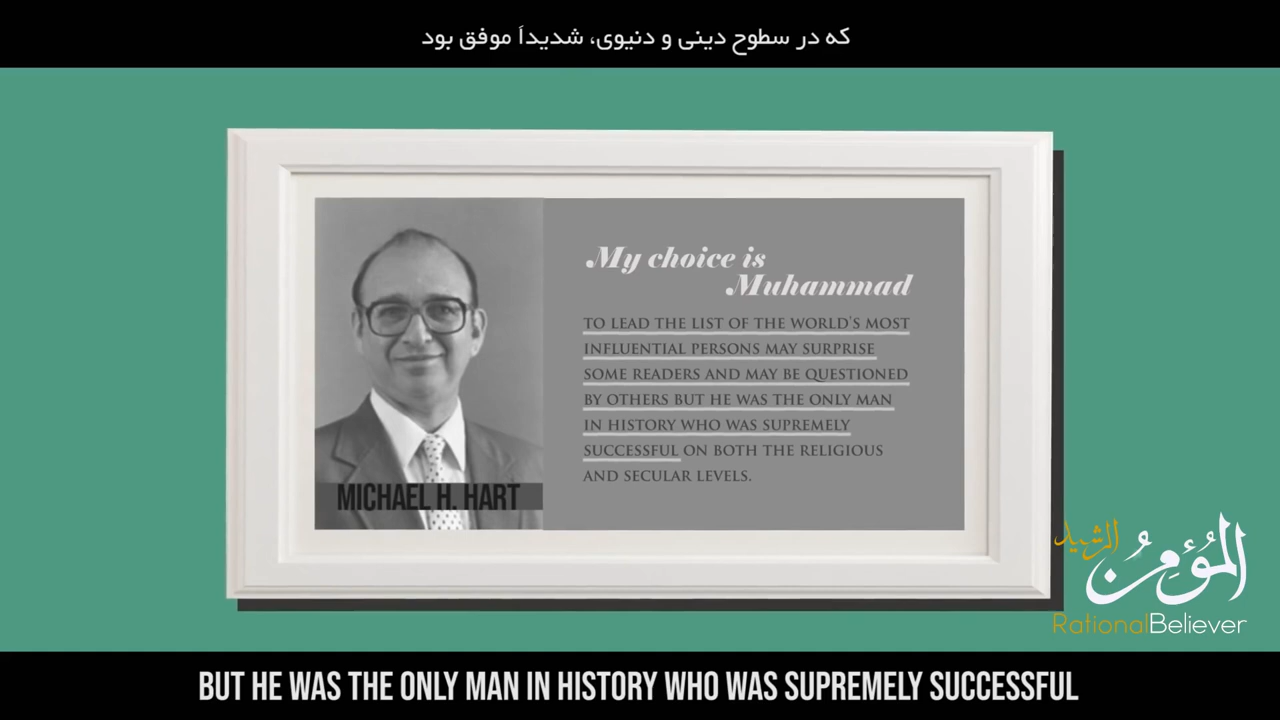 که در سطوح دینی و دنیوی، شدیداً موفق بود
My choice is
Muhammad
TO LEAD THE LIST OF THE WORLD'S MOST
INFLUENTIAL PERSONS MAY SURPRISE
SOME READERS AND MAY BE QUESTIONED
BY OTHERS BUT HE WAS THE ONLY MAN
IN HISTORY WHO WAS SUPREMELY
SUCCESSFUL ON BOTH THE RELIGIOUS
AND SECULAR LEVELS.
MICHAEL H. HART
المُؤمِنُ الرشيد
RationalBeliever
BUT HE WAS THE ONLY MAN IN HISTORY WHO WAS SUPREMELY SUCCESSFUL